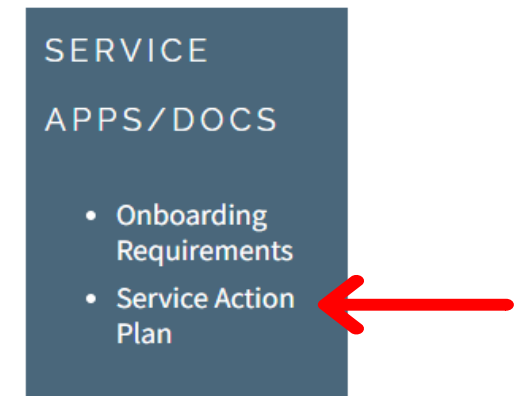 SERVICE
APPS/DOCS
• Onboarding
Requirements
• Service Action
Plan